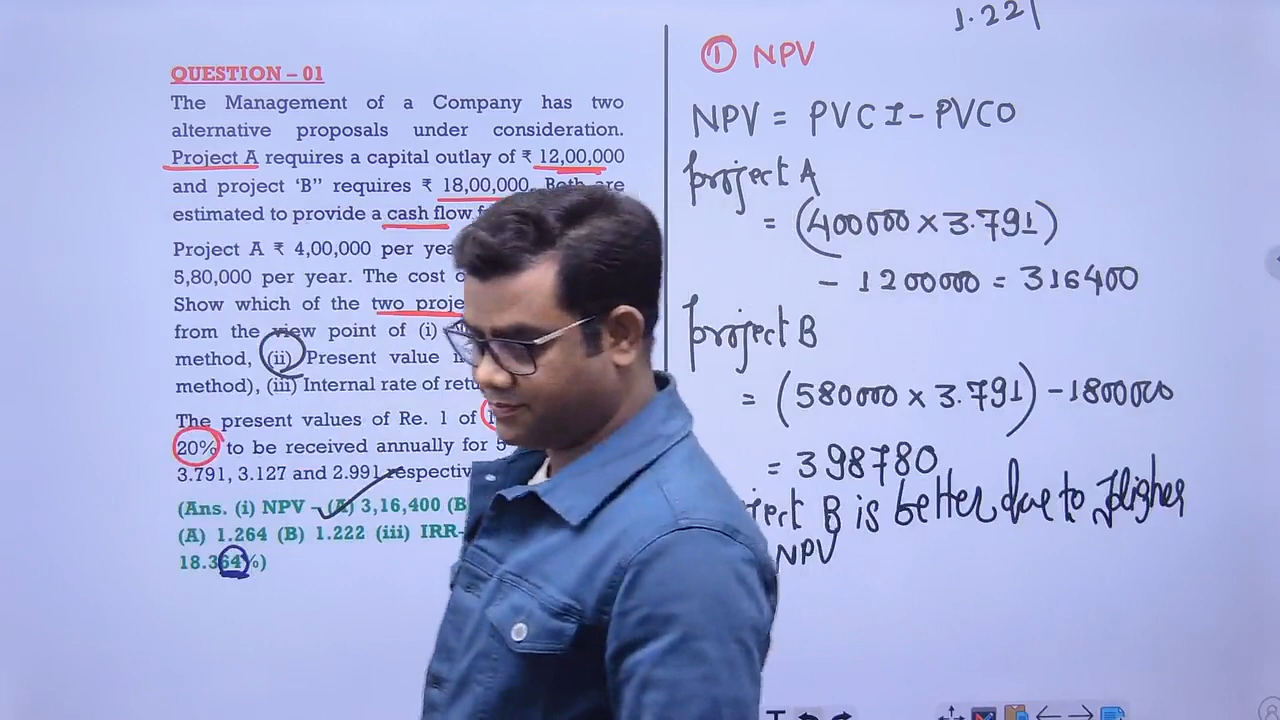 QUESTION – 01
The Management of a Company has two
alternative proposals under consideration.
Project A requires a capital outlay of ₹ 12,00,000
and project 'B" requires ₹ 18,00,000. Both are
estimated to provide a cash flow
Project A ₹ 4,00,000 per
5,80,000 per year. The cost
Show which of the two
from the view point of (i)
method, (ii) Present value
method), (iii) Internal rate of
The present values of Re. 1 of
20% to be received annually for 5
3.791, 3.127 and 2.991
(Ans. (i) NPV – (A) 3,16,400 (B)
(A) 1.264 (B) 1.222 (iii) IRR-
18.364%)
1.221
① NPV
NPV = PVCI - PVCO
project A
= (400000 × 3.791)
- 1200000 = 316400
project B
= (580000 × 3.791) - 1800000
= 398780
B is better due to Higher
NPV